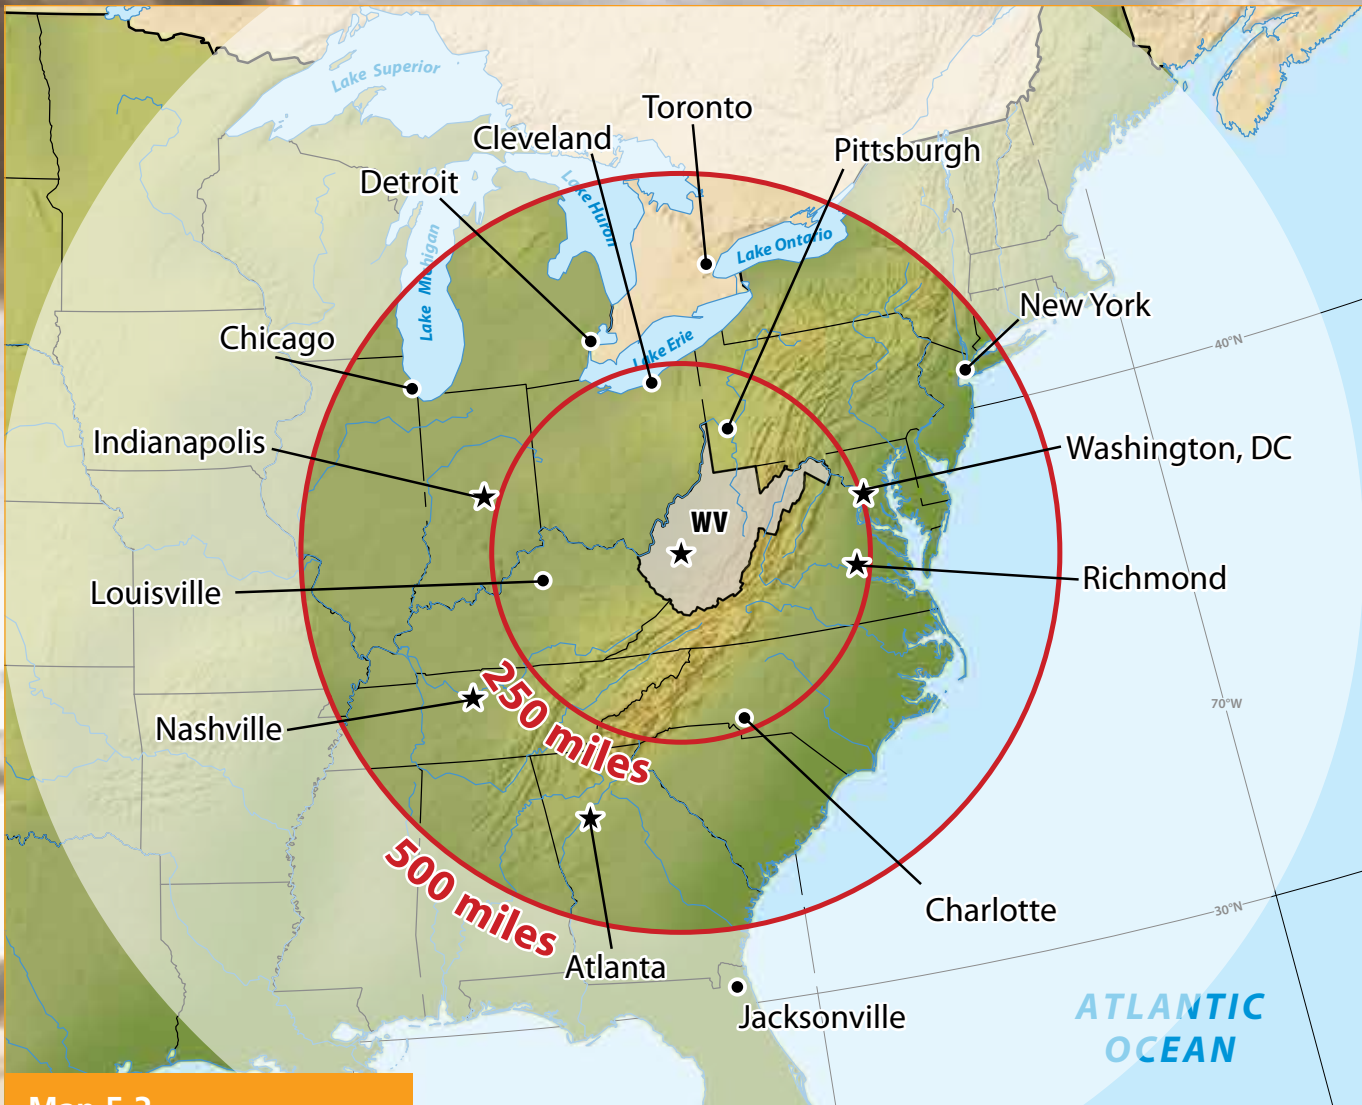 Lake Superior
Toronto
Cleveland
Pittsburgh
Detroit
Lake Huron
Lake Michigan
Lake Ontario
New York
Chicago
Lake Erie
40°N
Indianapolis
Washington, DC
WV
Louisville
Richmond
250 miles
70°W
Nashville
500 miles
Charlotte
30°N
Atlanta
Jacksonville
ATLANTIC
OCEAN